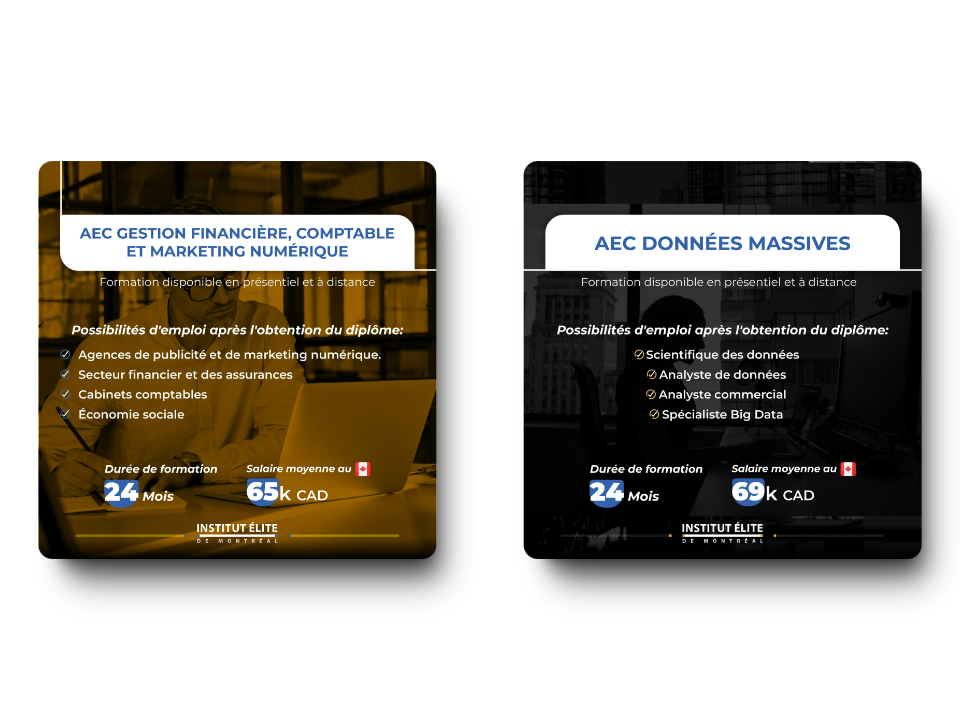 AEC GESTION FINANCIÈRE, COMPTABLE
ET MARKETING NUMÉRIQUE
Formation disponible en présentiel et à distance
Possibilités d'emploi après l'obtention du diplôme:
Agences de publicité et de marketing numérique.
Secteur financier et des assurances
Cabinets comptables
Économie sociale
Durée de formation
24 Mois
Salaire moyenne au
65k CAD
INSTITUT ÉLITE
DE MONTRÉAL
AEC DONNÉES MASSIVES
Formation disponible en présentiel et à distance
Possibilités d'emploi après l'obtention du diplôme:
Scientifique des données
Analyste de données
Analyste commercial
Spécialiste Big Data
Durée de formation
24 Mois
Salaire moyenne au
69k CAD
INSTITUT ÉLITE
DE MONTRÉAL